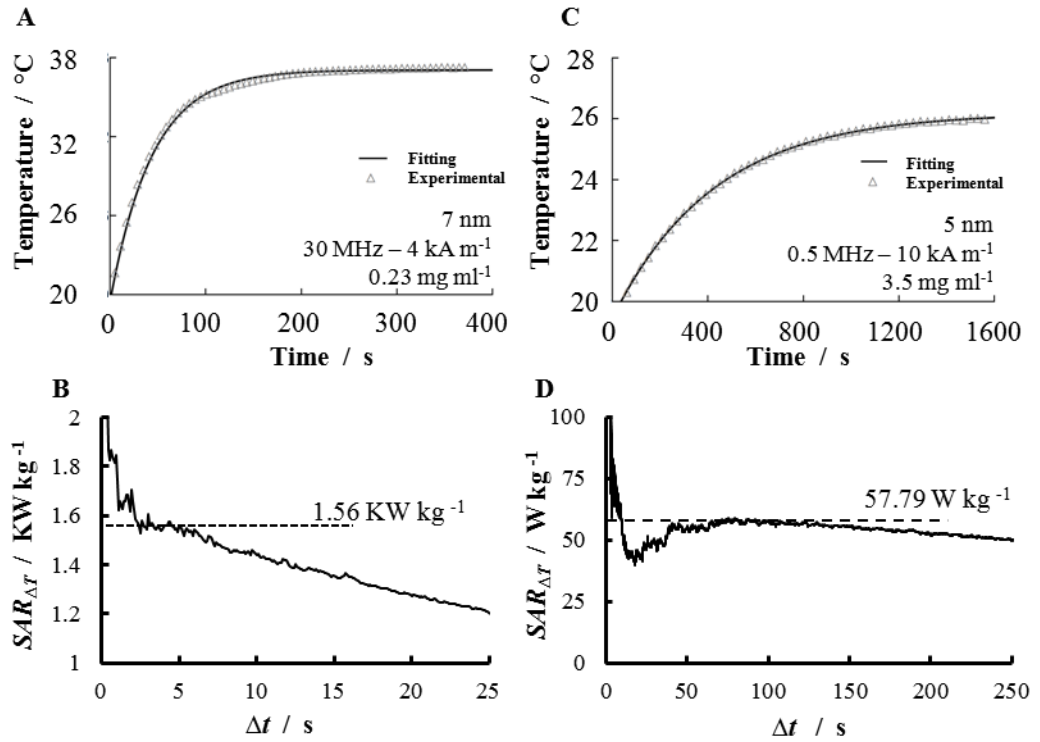 A
Temperature / °C
38
32
26
20
0
100
200
300
400
Time / s
Fitting
Experimental
7 nm
30 MHz – 4 kA m⁻¹
0.23 mg ml⁻¹
C
Temperature / °C
28
26
24
22
20
0
400
800
1200
1600
Time / s
Fitting
Experimental
5 nm
0.5 MHz – 10 kA m⁻¹
3.5 mg ml⁻¹
B
SAR_ΔT / KW kg⁻¹
2
1.8
1.6
1.4
1.2
1
0
5
10
15
20
25
Δt / s
1.56 KW kg⁻¹
D
SAR_ΔT / W kg⁻¹
100
75
50
25
0
0
50
100
150
200
250
Δt / s
57.79 W kg⁻¹